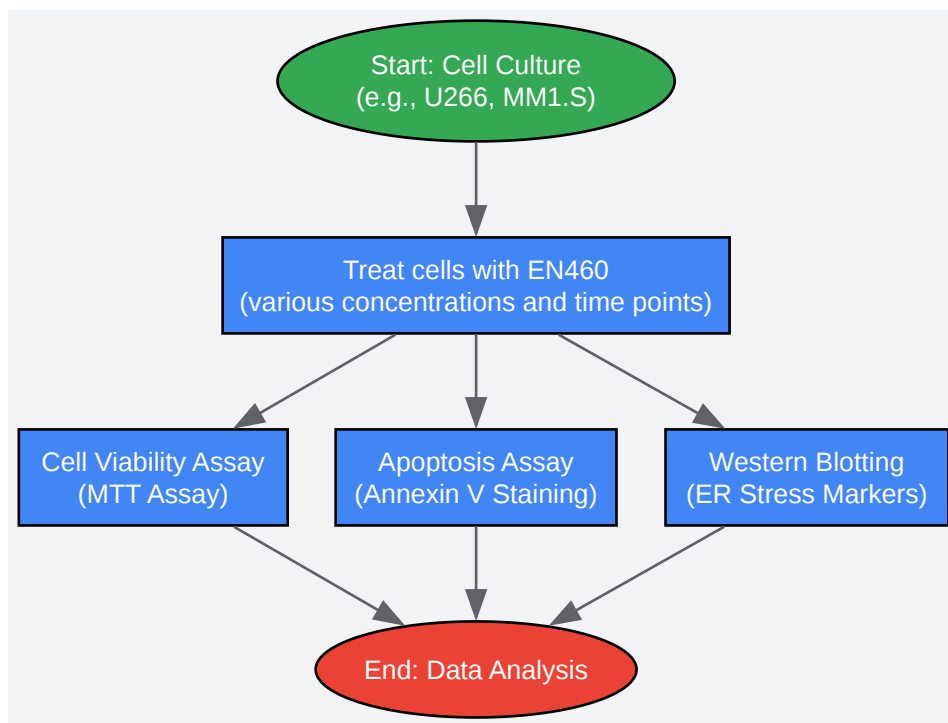 Start: Cell Culture
(e.g., U266, MM1.S)
Treat cells with EN460
(various concentrations and time points)
Cell Viability Assay
(MTT Assay)
Apoptosis Assay
(Annexin V Staining)
Western Blotting
(ER Stress Markers)
End: Data Analysis